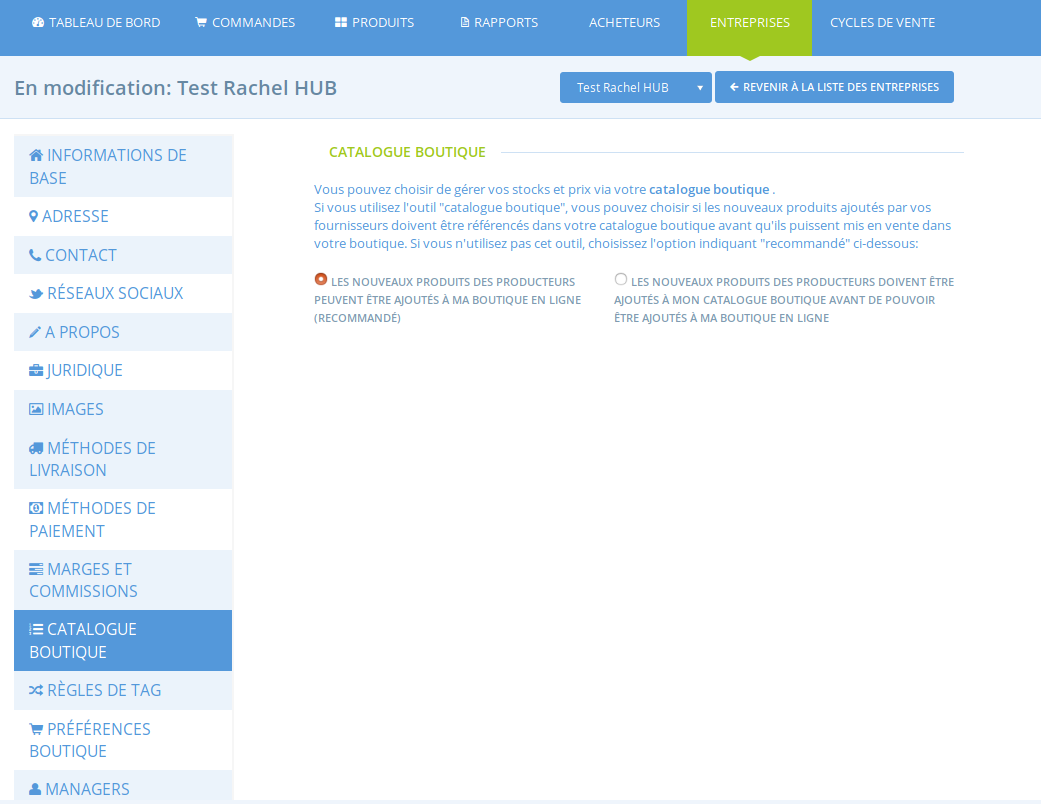 TABLEAU DE BORD COMMANDES PRODUITS RAPPORTS ACHETEURS ENTREPRISES CYCLES DE VENTE
En modification: Test Rachel HUB
Test Rachel HUB
REVENIR À LA LISTE DES ENTREPRISES
INFORMATIONS DE
BASE
ADRESSE
CONTACT
RÉSEAUX SOCIAUX
A PROPOS
JURIDIQUE
IMAGES
MÉTHODES DE
LIVRAISON
MÉTHODES DE
PAIEMENT
MARGES ET
COMMISSIONS
CATALOGUE
BOUTIQUE
RÈGLES DE TAG
PRÉFÉRENCES
BOUTIQUE
MANAGERS
CATALOGUE BOUTIQUE
Vous pouvez choisir de gérer vos stocks et prix via votre catalogue boutique .
Si vous utilisez l'outil "catalogue boutique", vous pouvez choisir si les nouveaux produits ajoutés par vos
fournisseurs doivent être référencés dans votre catalogue boutique avant qu'ils puissent mis en vente dans
votre boutique. Si vous n'utilisez pas cet outil, choisissez l'option indiquant "recommandé" ci-dessous:
LES NOUVEAUX PRODUITS DES PRODUCTEURS
PEUVENT ÊTRE AJOUTÉS À MA BOUTIQUE EN LIGNE
(RECOMMANDÉ)
LES NOUVEAUX PRODUITS DES PRODUCTEURS DOIVENT ÊTRE
AJOUTÉS À MON CATALOGUE BOUTIQUE AVANT DE POUVOIR
ÊTRE AJOUTÉS À MA BOUTIQUE EN LIGNE